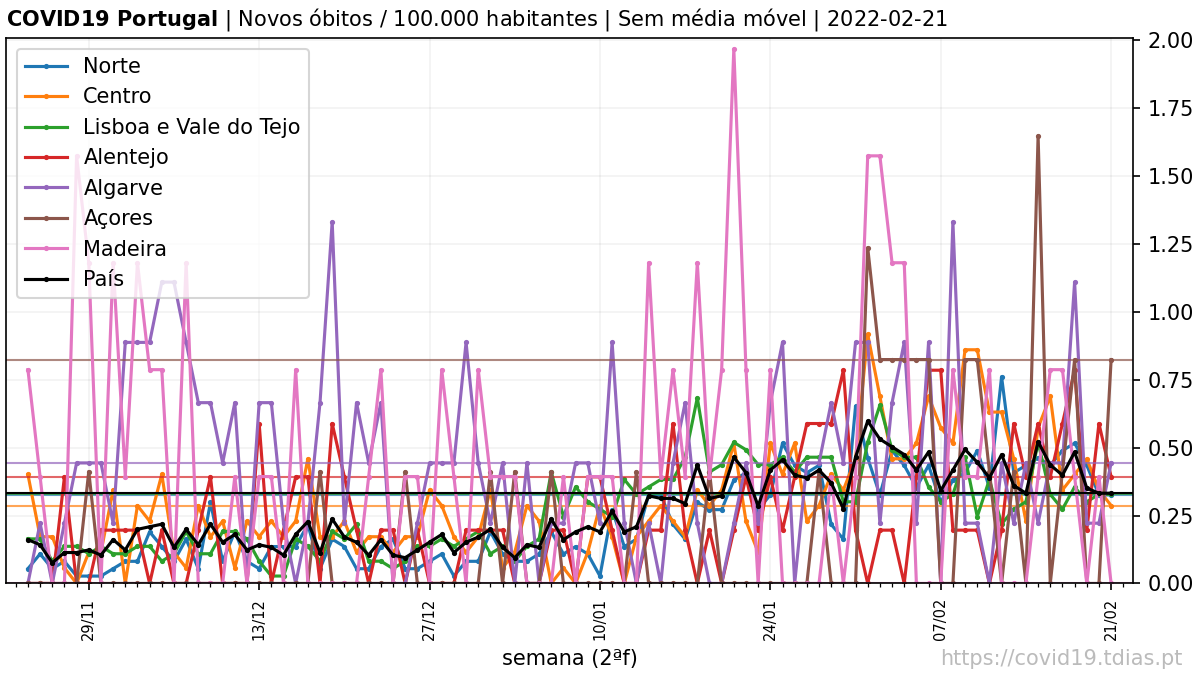 COVID19 Portugal | Novos óbitos / 100.000 habitantes | Sem média móvel | 2022-02-21
Norte
Centro
Lisboa e Vale do Tejo
Alentejo
Algarve
Açores
Madeira
País
2.00
1.75
1.50
1.25
1.00
0.75
0.50
0.25
0.00
29/11
13/12
27/12
10/01
24/01
07/02
21/02
semana (2ªf)
https://covid19.tdias.pt